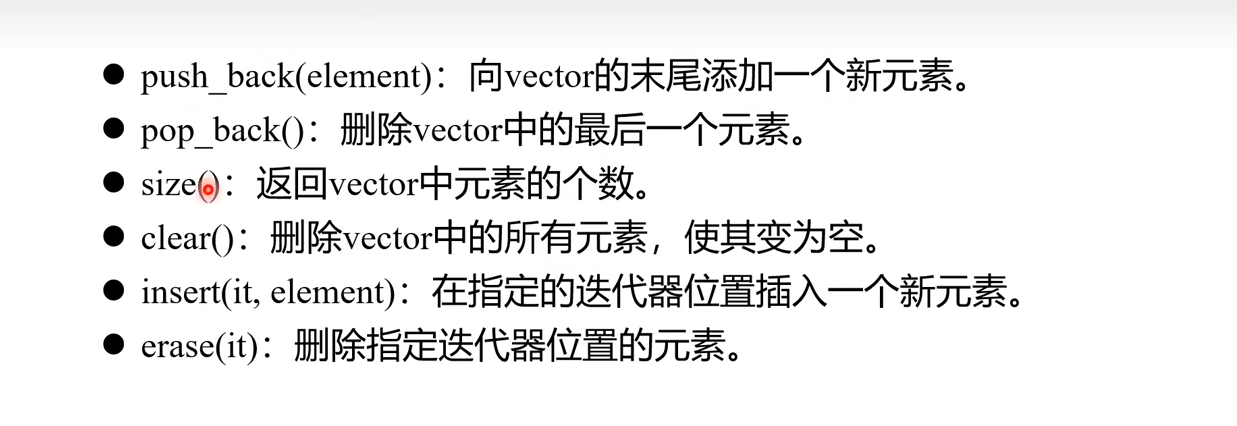 ● push_back(element)：向vector的末尾添加一个新元素。
● pop_back()：删除vector中的最后一个元素。
● size()：返回vector中元素的个数。
● clear()：删除vector中的所有元素，使其变为空。
● insert(it, element)：在指定的迭代器位置插入一个新元素。
● erase(it)：删除指定迭代器位置的元素。